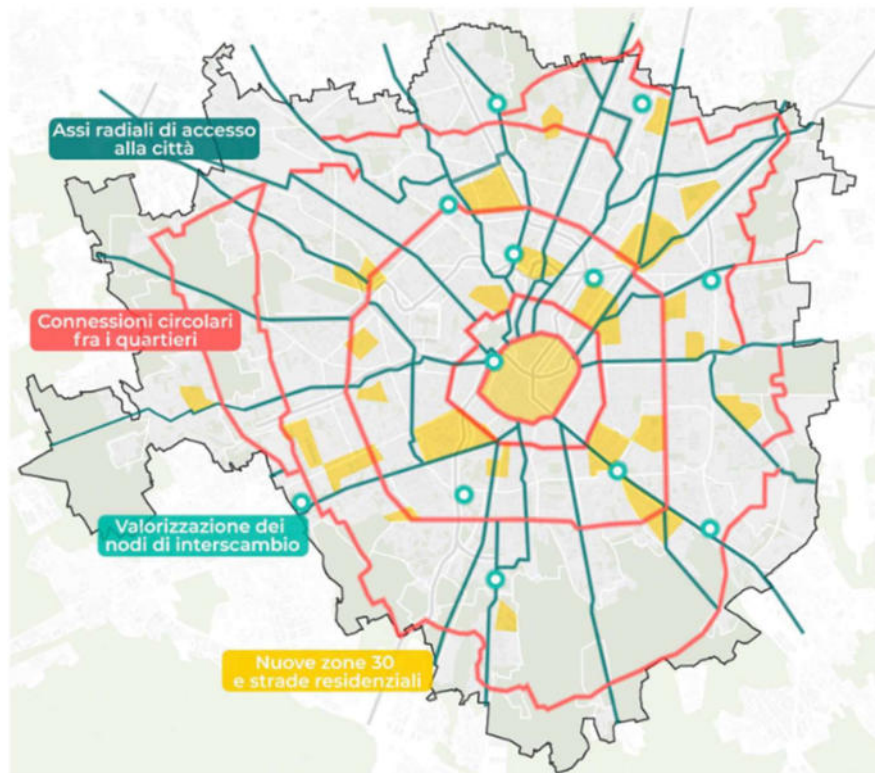 Assi radiali di accesso
alla città
Connessioni circolari
fra i quartieri
Valorizzazione dei
nodi di interscambio
Nuove zone 30
e strade residenziali